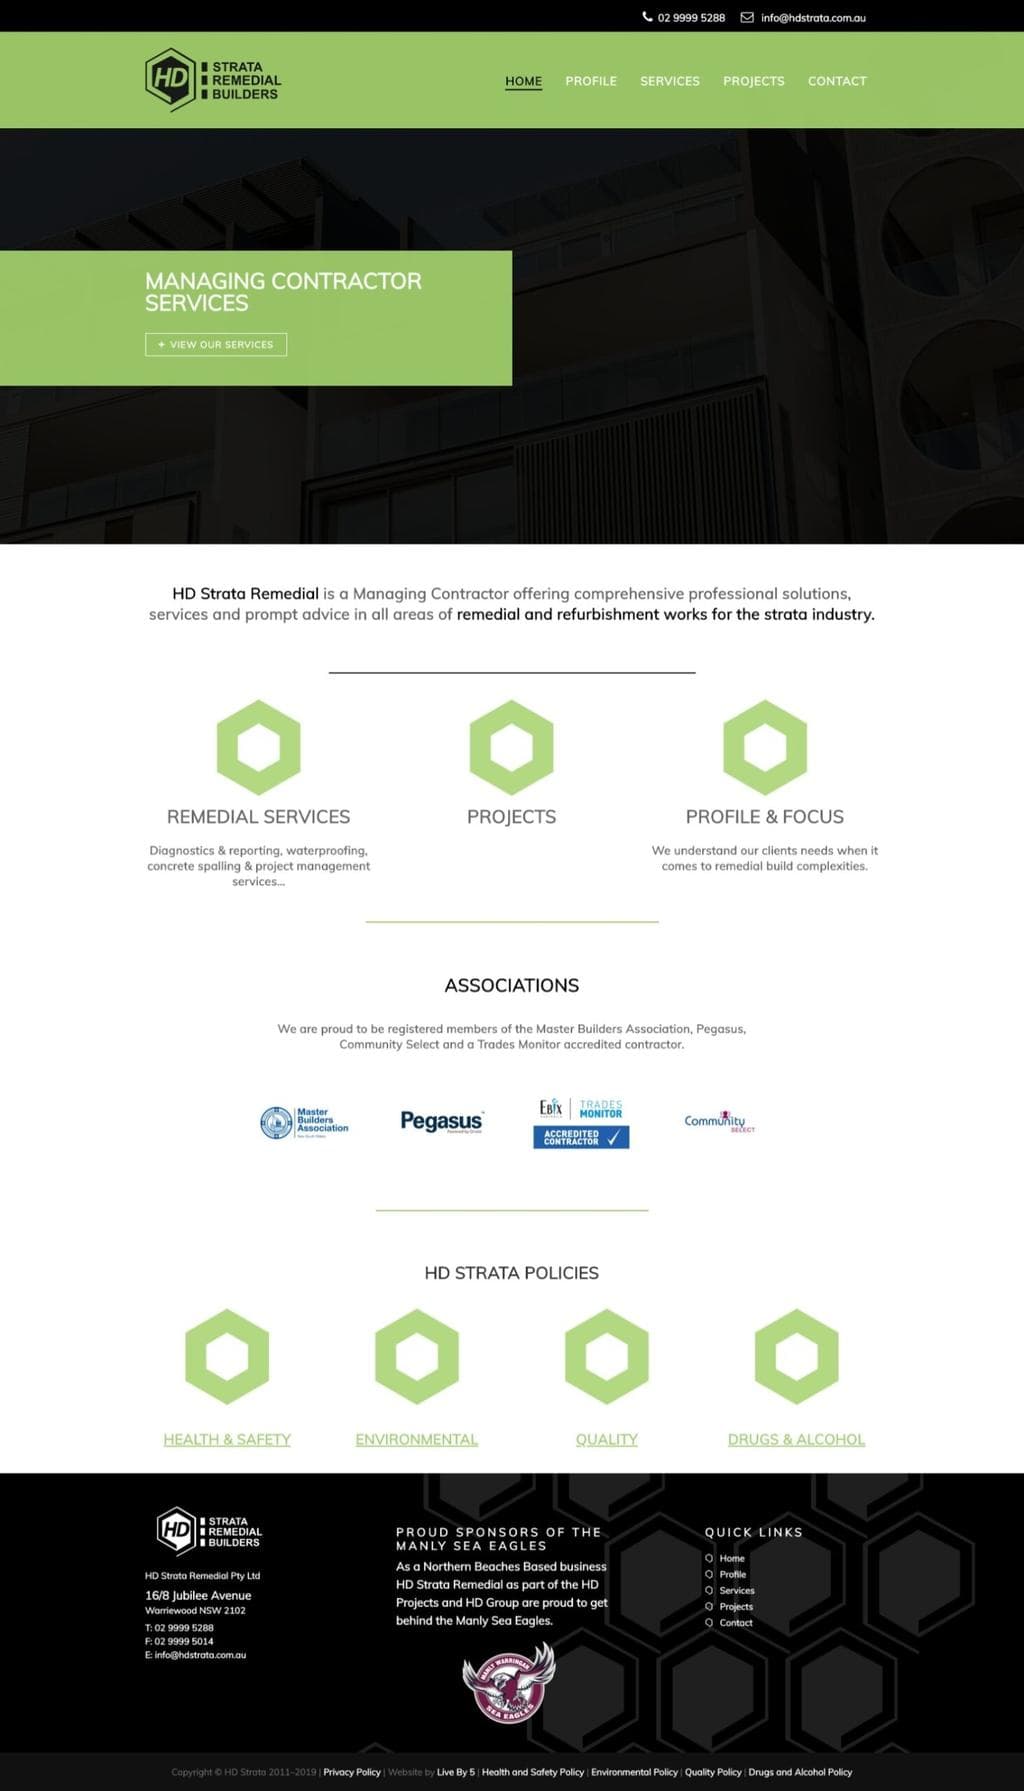 02 9999 5288 info@hdstrata.com.au
HD STRATA
REMEDIAL
BUILDERS
HOME PROFILE SERVICES PROJECTS CONTACT
MANAGING CONTRACTOR
SERVICES
+ VIEW OUR SERVICES
HD Strata Remedial is a Managing Contractor offering comprehensive professional solutions,
services and prompt advice in all areas of remedial and refurbishment works for the strata industry.
REMEDIAL SERVICES
Diagnostics & reporting, waterproofing,
concrete spalling & project management
services...
PROJECTS
PROFILE & FOCUS
We understand our clients needs when it
comes to remedial build complexities.
ASSOCIATIONS
We are proud to be registered members of the Master Builders Association, Pegasus,
Community Select and a Trades Monitor accredited contractor.
Master
Builders
Association
Pegasus
EBIX
TRADES
MONITOR
ACCREDITED
CONTRACTOR
Community
SELECT
HD STRATA POLICIES
HEALTH & SAFETY
ENVIRONMENTAL
QUALITY
DRUGS & ALCOHOL
HD STRATA
REMEDIAL
BUILDERS
HD Strata Remedial Pty Ltd
16/8 Jubilee Avenue
Warriewood NSW 2102
T: 02 9999 5288
F: 02 9999 5014
E: info@hdstrata.com.au
PROUD SPONSORS OF THE
MANLY SEA EAGLES
As a Northern Beaches Based business
HD Strata Remedial as part of the HD
Projects and HD Group are proud to get
behind the Manly Sea Eagles.
MANLY WARRINGAH
SEA EAGLES
QUICK LINKS
Home
Profile
Services
Projects
Contact
Copyright © HD Strata 2011–2019 | Privacy Policy | Website by Live By 5 | Health and Safety Policy | Environmental Policy | Quality Policy | Drugs and Alcohol Policy